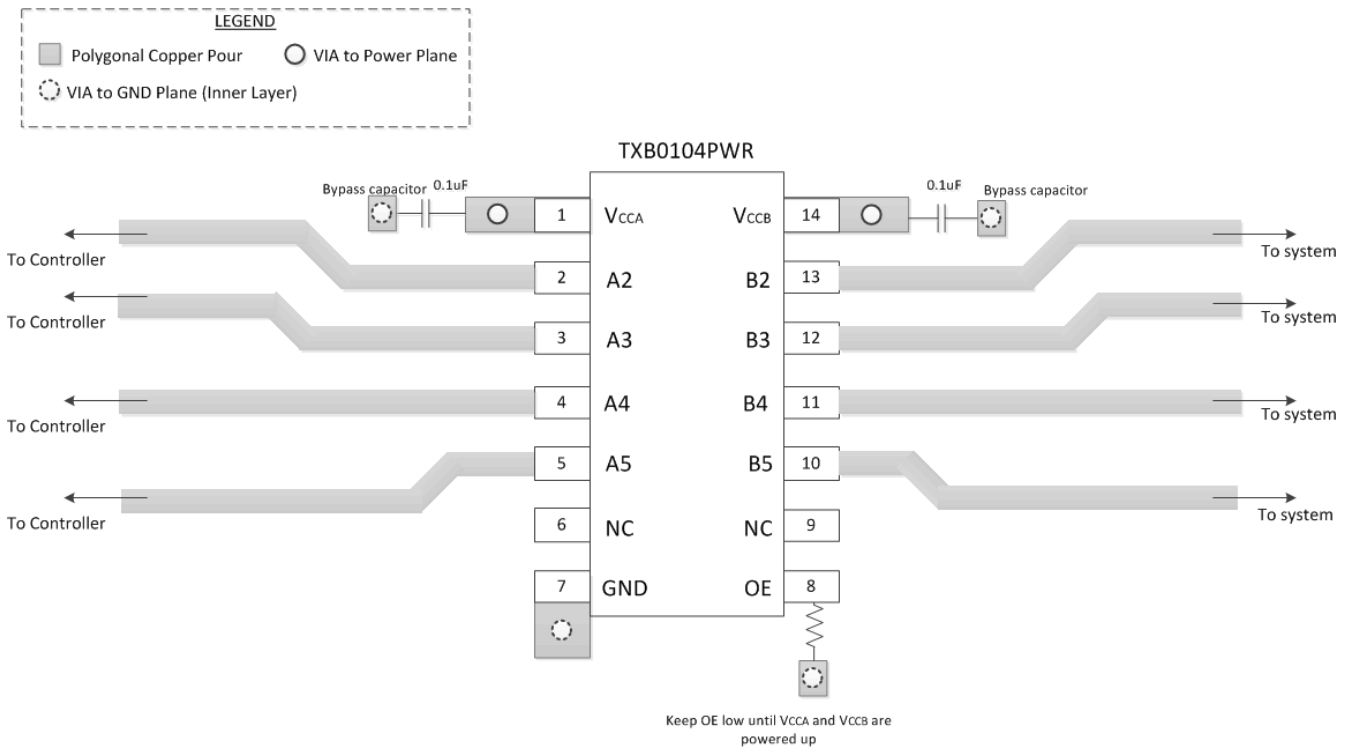 LEGEND
Polygonal Copper Pour
VIA to Power Plane
VIA to GND Plane (Inner Layer)
TXB0104PWR
Bypass capacitor
0.1uF
0.1uF
Bypass capacitor
1
VCCA
VCCB
14
To Controller
To system
2
A2
B2
13
To Controller
To system
3
A3
B3
12
4
A4
B4
11
To Controller
To system
5
A5
B5
10
To Controller
To system
6
NC
NC
9
7
GND
OE
8
Keep OE low until VCCA and VCCB are
powered up